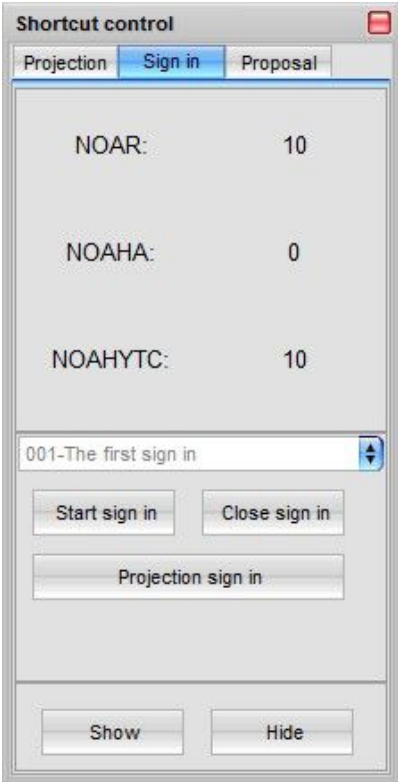 Shortcut control
Projection Sign in Proposal
NOAR: 10
NOAHA: 0
NOAHYTC: 10
001-The first sign in
Start sign in Close sign in
Projection sign in
Show Hide